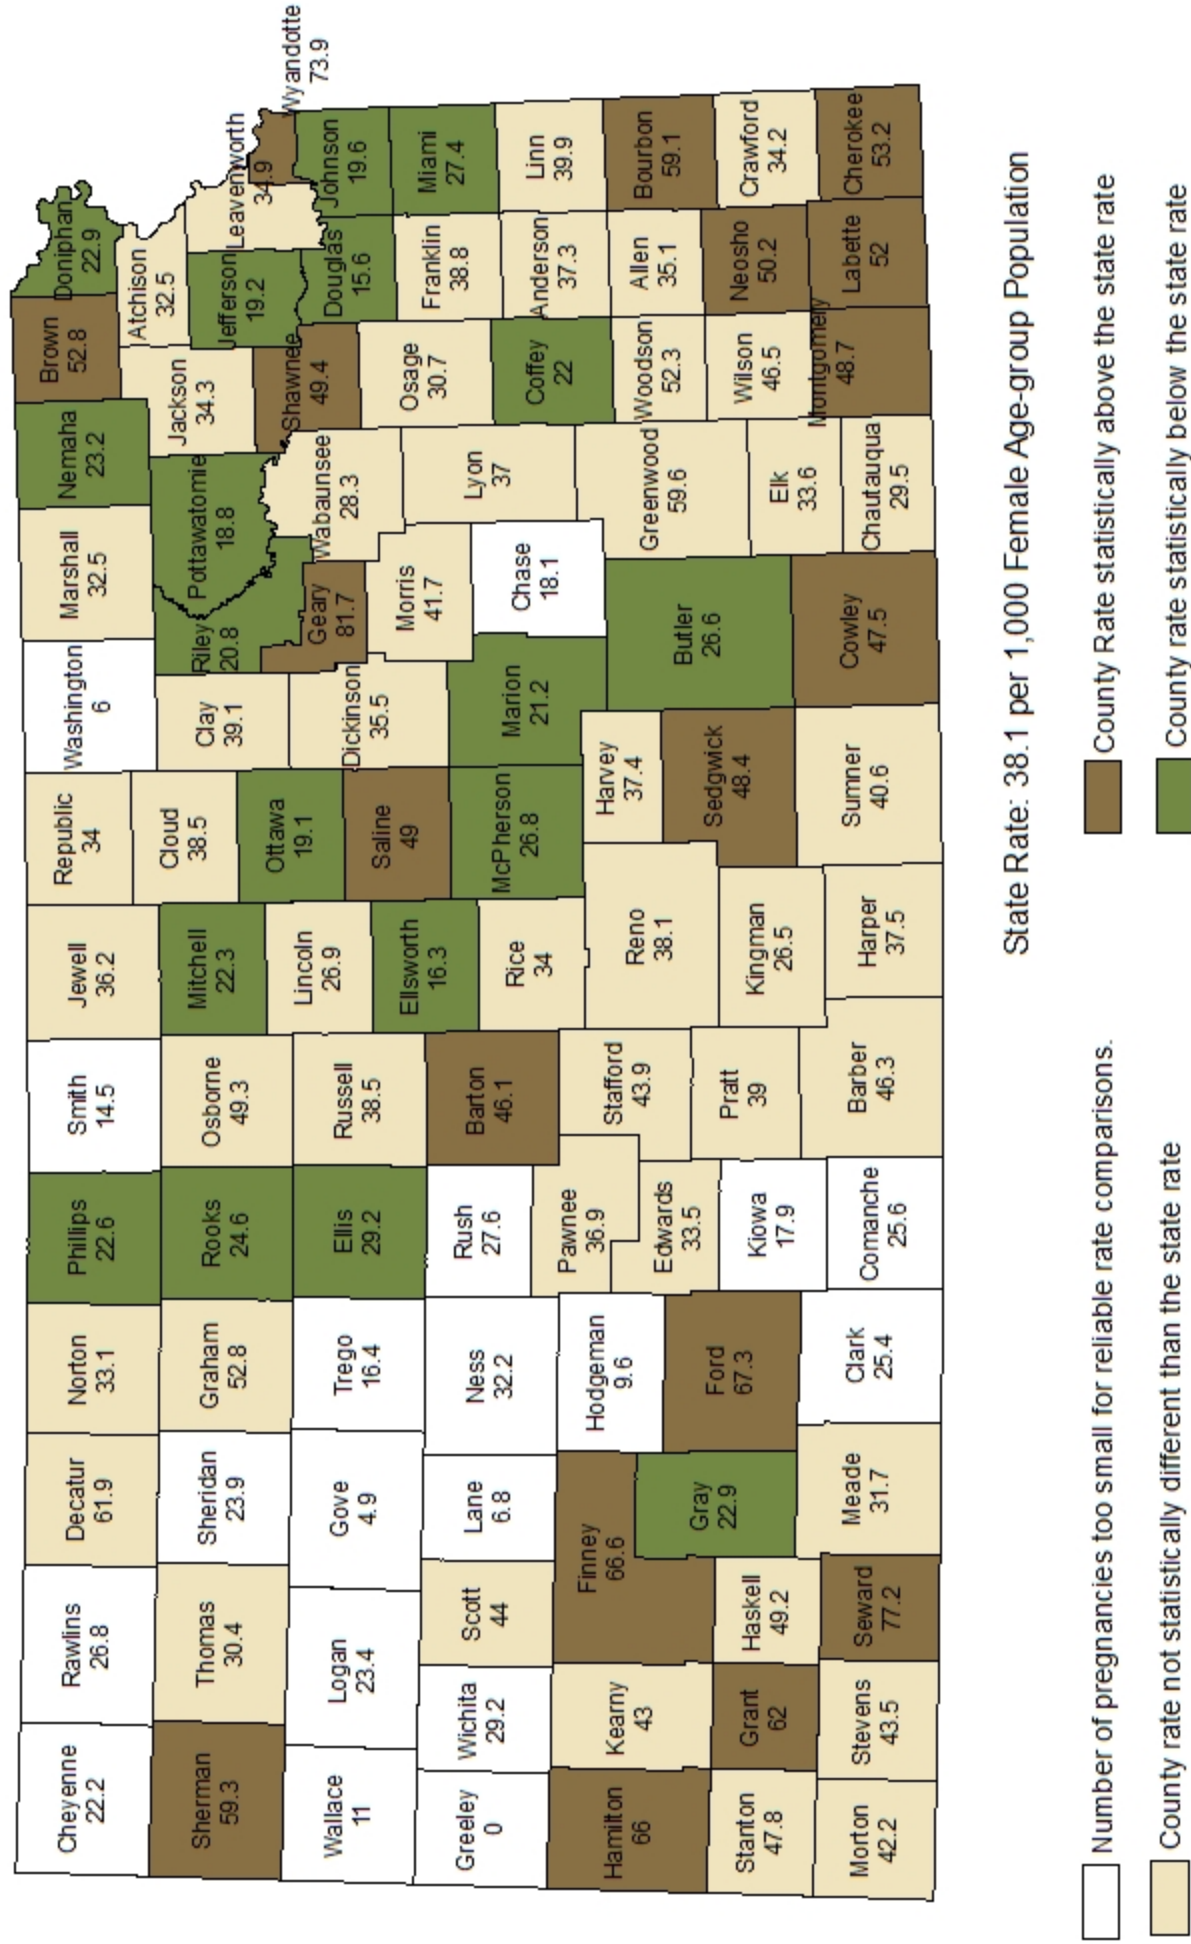 Cheyenne
22.2
Rawlins
26.8
Decatur
61.9
Norton
33.1
Phillips
22.6
Smith
14.5
Jewell
36.2
Republic
34
Washington
6
Marshall
32.5
Nemaha
23.2
Brown
52.8
Doniphan
22.9
Sherman
59.3
Thomas
30.4
Sheridan
23.9
Graham
52.8
Rooks
24.6
Osborne
49.3
Mitchell
22.3
Cloud
38.5
Clay
39.1
Riley
20.8
Pottawatomie
18.8
Jackson
34.3
Atchison
32.5
Jefferson
19.2
Leavenworth
34.9
Wyandotte
73.9
Wallace
11
Logan
23.4
Gove
4.9
Trego
16.4
Ellis
29.2
Russell
38.5
Lincoln
26.9
Ottawa
19.1
Saline
49
Dickinson
35.5
Geary
81.7
Wabaunsee
28.3
Shawnee
49.4
Douglas
15.6
Johnson
19.6
Greeley
0
Wichita
29.2
Scott
44
Lane
6.8
Ness
32.2
Rush
27.6
Barton
46.1
Ellsworth
16.3
Rice
34
McPherson
26.8
Marion
21.2
Morris
41.7
Chase
18.1
Lyon
37
Osage
30.7
Franklin
38.8
Miami
27.4
Hamilton
66
Kearny
43
Finney
66.6
Hodgeman
9.6
Pawnee
36.9
Edwards
33.5
Stafford
43.9
Reno
38.1
Harvey
37.4
Sedgwick
48.4
Butler
26.6
Greenwood
59.6
Coffey
22
Woodson
52.3
Anderson
37.3
Allen
35.1
Linn
39.9
Bourbon
59.1
Stanton
47.8
Grant
62
Haskell
49.2
Gray
22.9
Ford
67.3
Kiowa
17.9
Pratt
39
Kingman
26.5
Elk
33.6
Wilson
46.5
Neosho
50.2
Crawford
34.2
Morton
42.2
Stevens
43.5
Seward
77.2
Meade
31.7
Clark
25.4
Comanche
25.6
Barber
46.3
Harper
37.5
Sumner
40.6
Cowley
47.5
Chautauqua
29.5
Montgomery
48.7
Labette
52
Cherokee
53.2
State Rate: 38.1 per 1,000 Female Age-group Population
Number of pregnancies too small for reliable rate comparisons.
County Rate statistically above the state rate
County rate not statistically different than the state rate
County rate statistically below the state rate